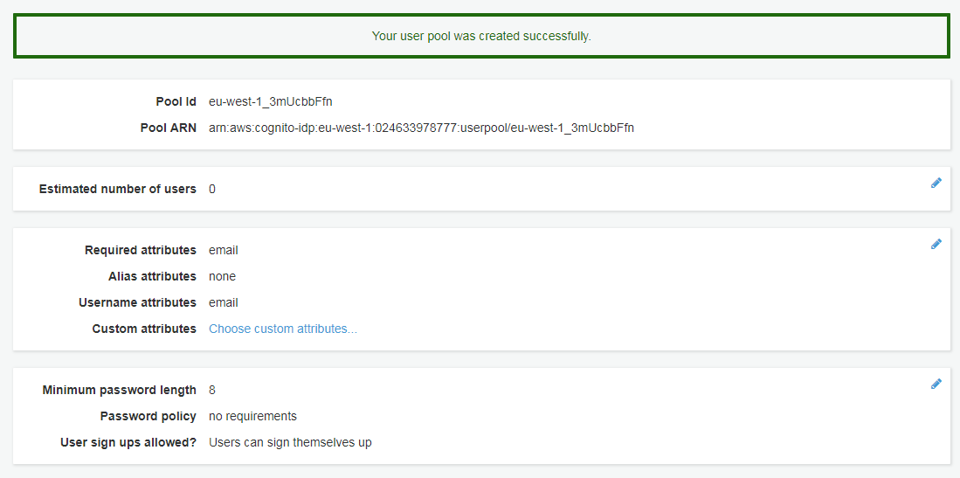 Your user pool was created successfully.
Pool Id eu-west-1_3mUcbbFfn
Pool ARN arn:aws:cognito-idp:eu-west-1:024633978777:userpool/eu-west-1_3mUcbbFfn
Estimated number of users 0
Required attributes email
Alias attributes none
Username attributes email
Custom attributes Choose custom attributes...
Minimum password length 8
Password policy no requirements
User sign ups allowed? Users can sign themselves up